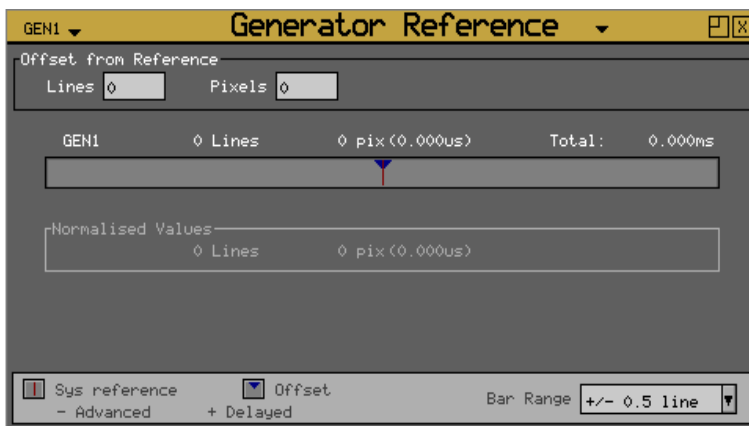 GEN1 Generator Reference
Offset from Reference
Lines 0 Pixels 0
GEN1 0 Lines 0 pix(0.000us) Total: 0.000ms
Normalised Values
0 Lines 0 pix(0.000us)
Sys reference Offset
- Advanced + Delayed
Bar Range +/- 0.5 line